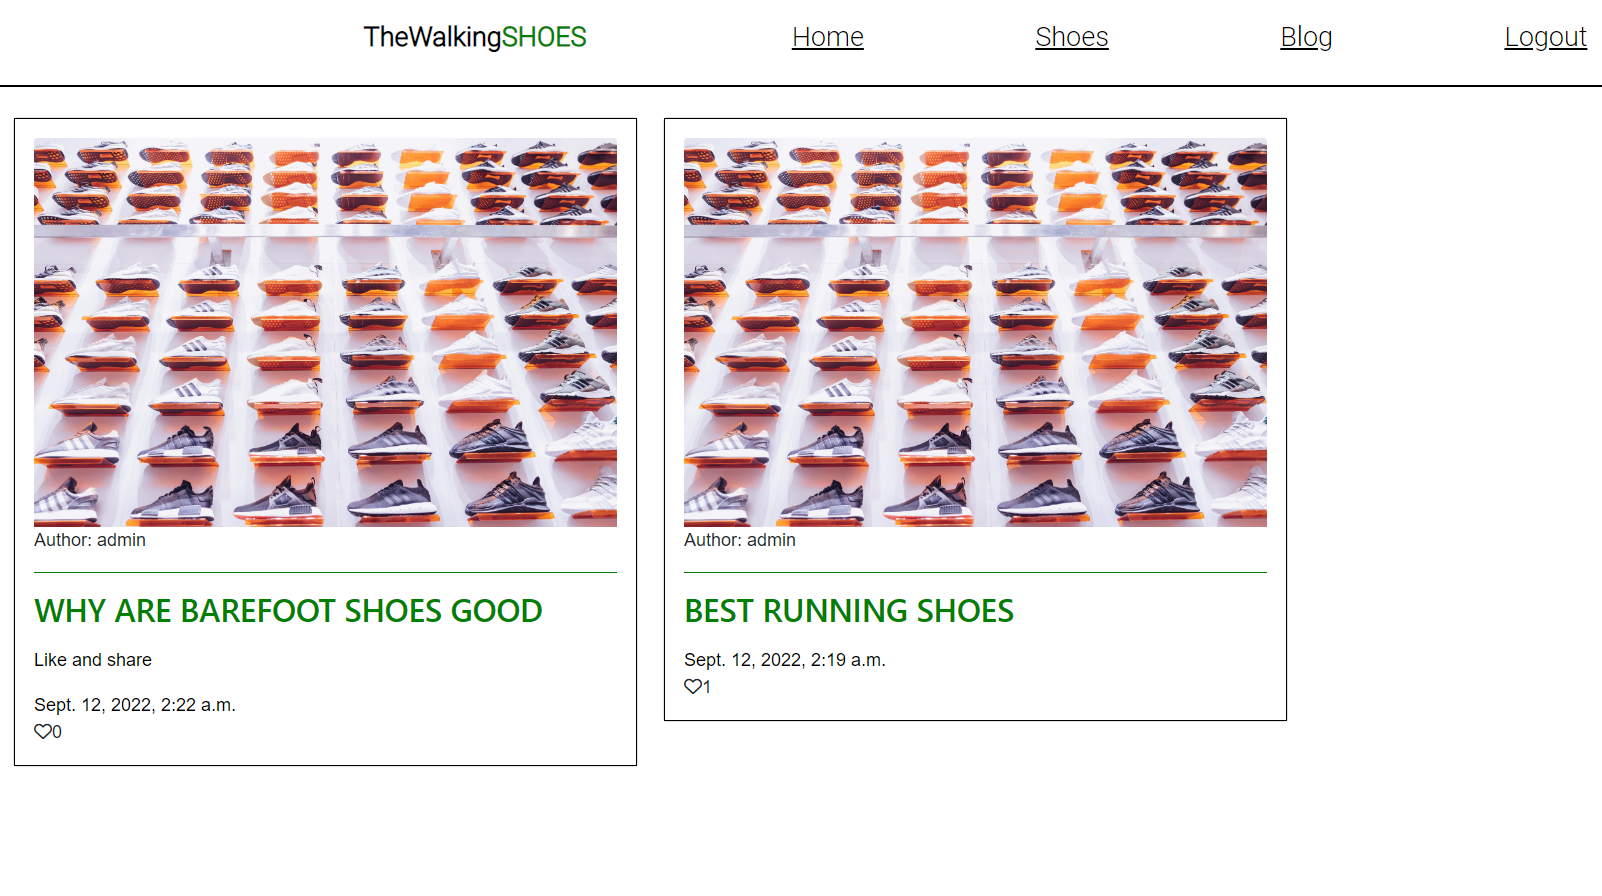 TheWalkingSHOES
Home
Shoes
Blog
Logout
Author: admin
WHY ARE BAREFOOT SHOES GOOD
Like and share
Sept. 12, 2022, 2:22 a.m.
0
Author: admin
BEST RUNNING SHOES
Sept. 12, 2022, 2:19 a.m.
1